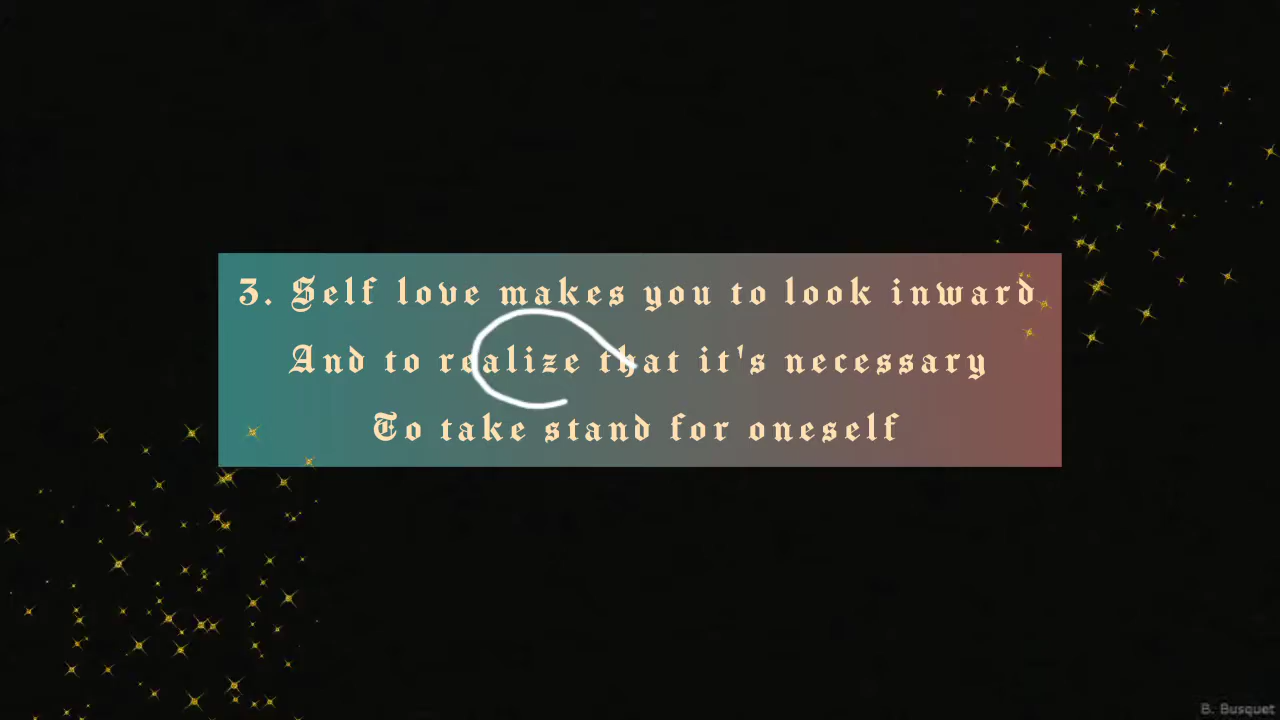 3. Self love makes you to look inward
And to realize that it's necessary
To take stand for oneself
B. Busquet